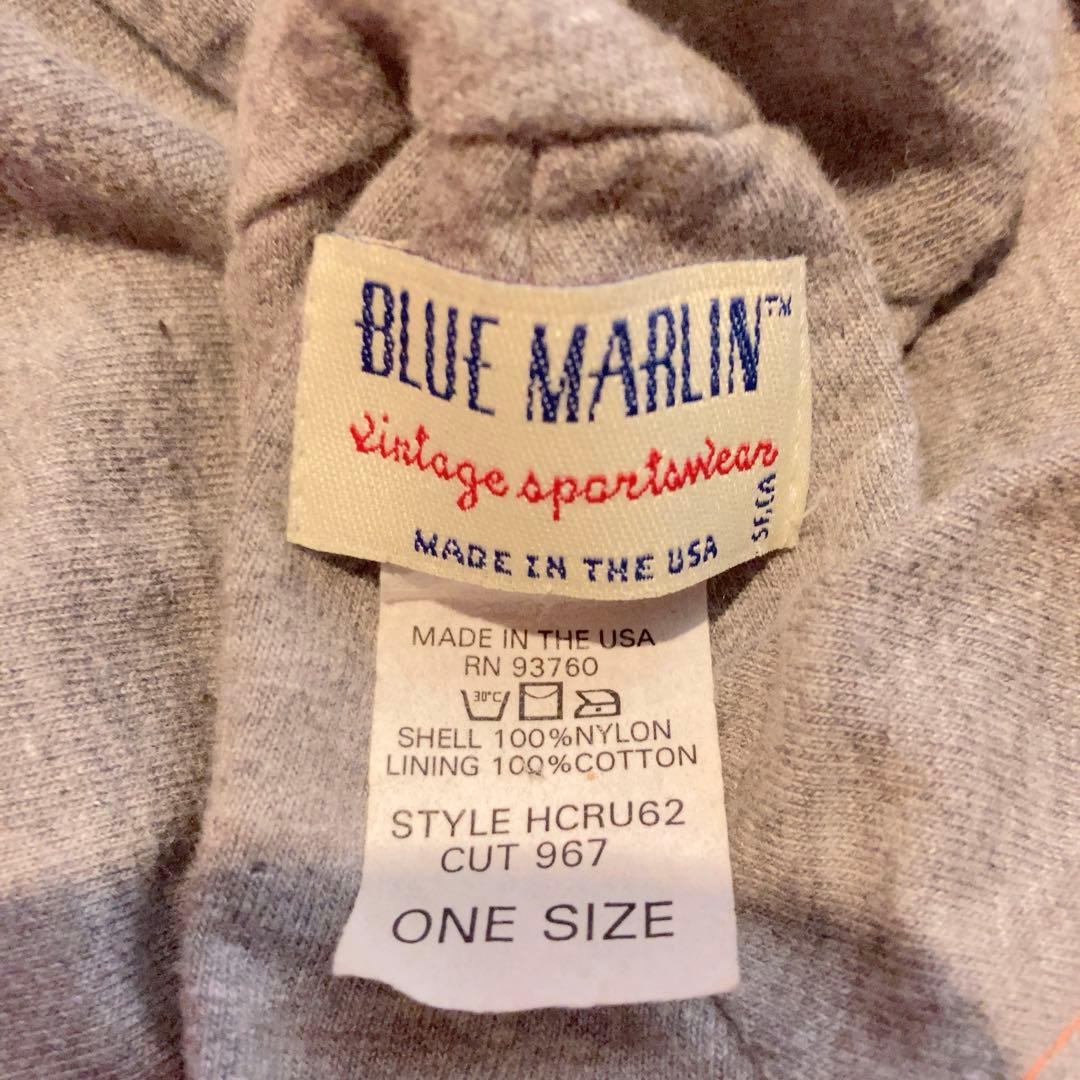 BLUE MARLIN™
Vintage sportswear
SF,CA
MADE IN THE USA
MADE IN THE USA
RN 93760
30°C
SHELL 100%NYLON
LINING 100%COTTON
STYLE HCRU62
CUT 967
ONE SIZE